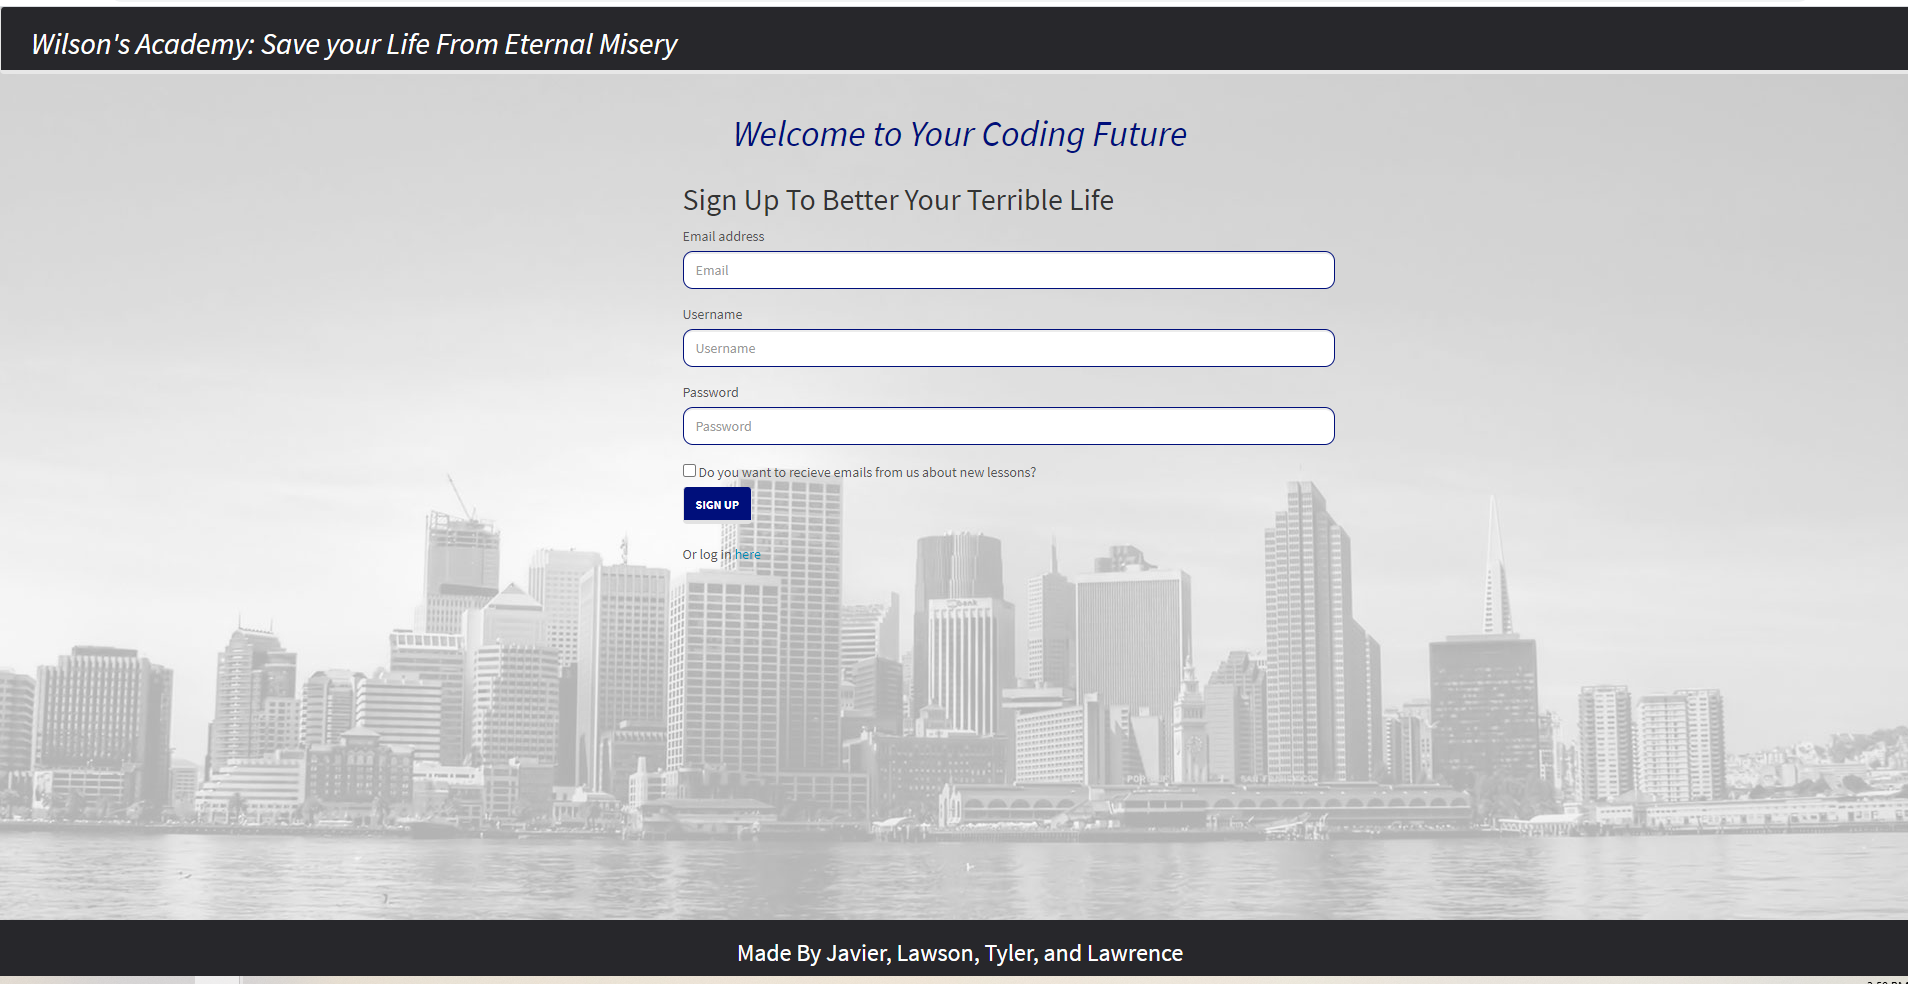 Wilson's Academy: Save your Life From Eternal Misery
Welcome to Your Coding Future
Sign Up To Better Your Terrible Life
Email address
Email
Username
Username
Password
Password
Do you want to recieve emails from us about new lessons?
SIGN UP
Or log in here
bank
Made By Javier, Lawson, Tyler, and Lawrence